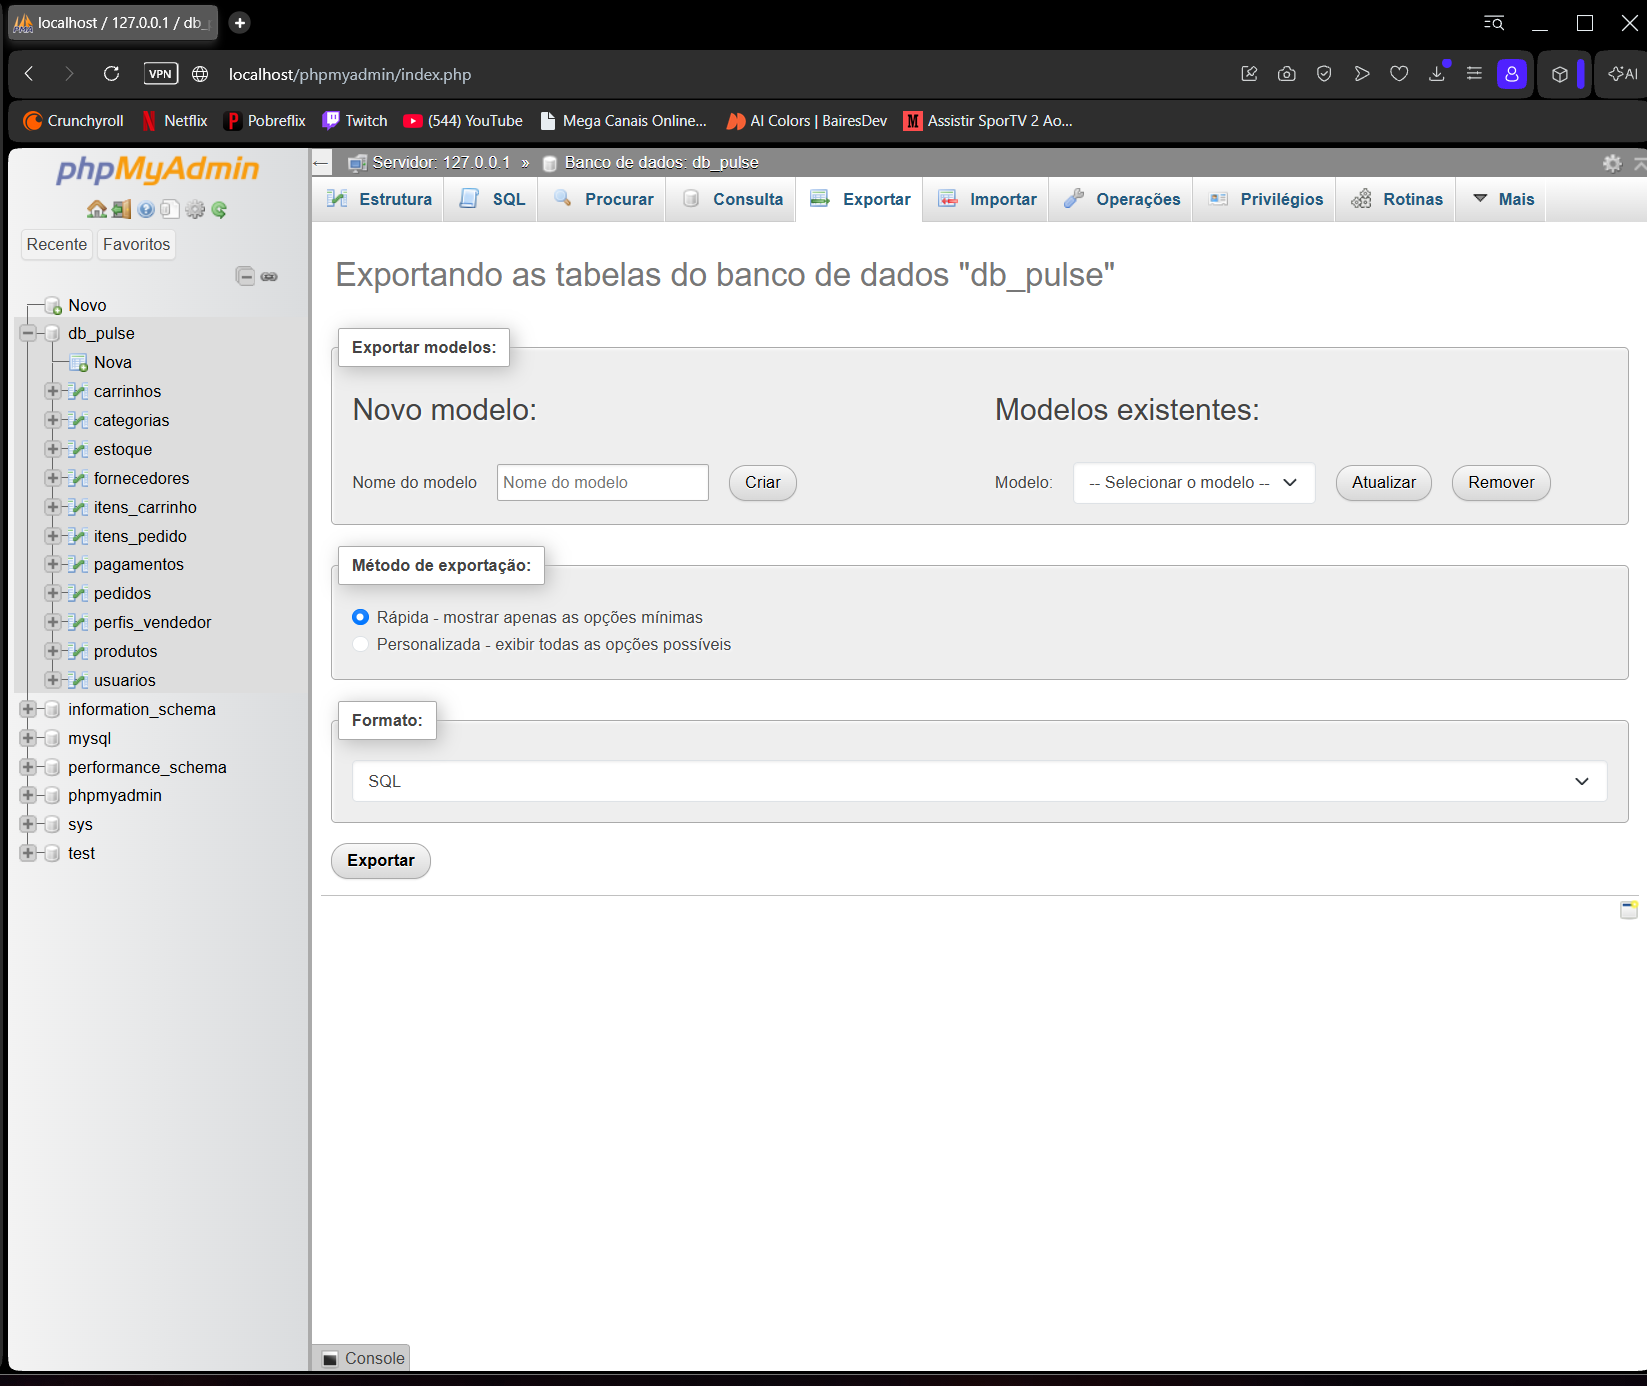 localhost / 127.0.0.1 / db_
VPN
localhost/phpmyadmin/index.php
AI
Crunchyroll
Netflix
Pobreflix
Twitch
(544) YouTube
Mega Canais Online...
AI Colors | BairesDev
M
Assistir SporTV 2 Ao...
phpMyAdmin
Recente
Favoritos
Novo
db_pulse
Nova
carrinhos
categorias
estoque
fornecedores
itens_carrinho
itens_pedido
pagamentos
pedidos
perfis_vendedor
produtos
usuarios
information_schema
mysql
performance_schema
phpmyadmin
sys
test
Servidor: 127.0.0.1 » Banco de dados: db_pulse
Estrutura
SQL
Procurar
Consulta
Exportar
Importar
Operações
Privilégios
Rotinas
Mais
Exportando as tabelas do banco de dados "db_pulse"
Exportar modelos:
Novo modelo:
Nome do modelo
Nome do modelo
Criar
Modelos existentes:
Modelo:
-- Selecionar o modelo --
Atualizar
Remover
Método de exportação:
Rápida - mostrar apenas as opções mínimas
Personalizada - exibir todas as opções possíveis
Formato:
SQL
Exportar
Console